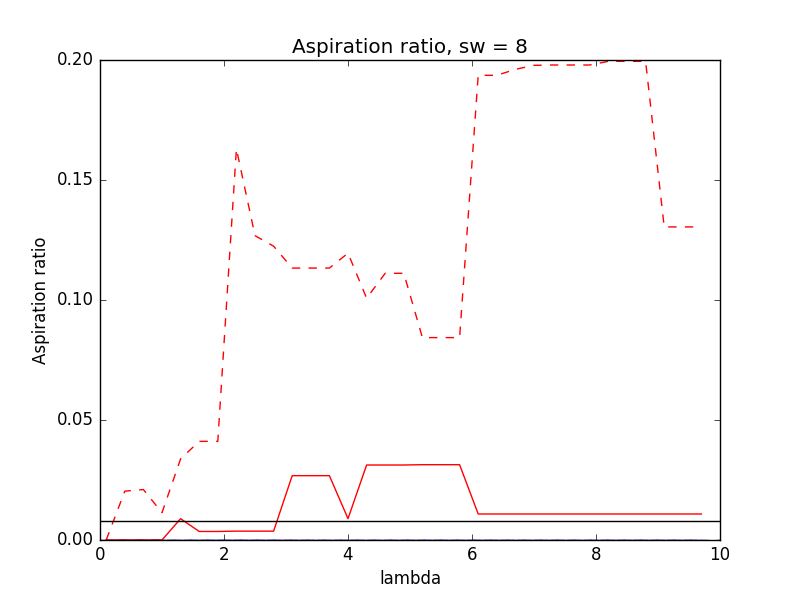 Aspiration ratio, sw = 8
0.20
0.15
0.10
0.05
0.00
Aspiration ratio
0 2 4 6 8 10
lambda